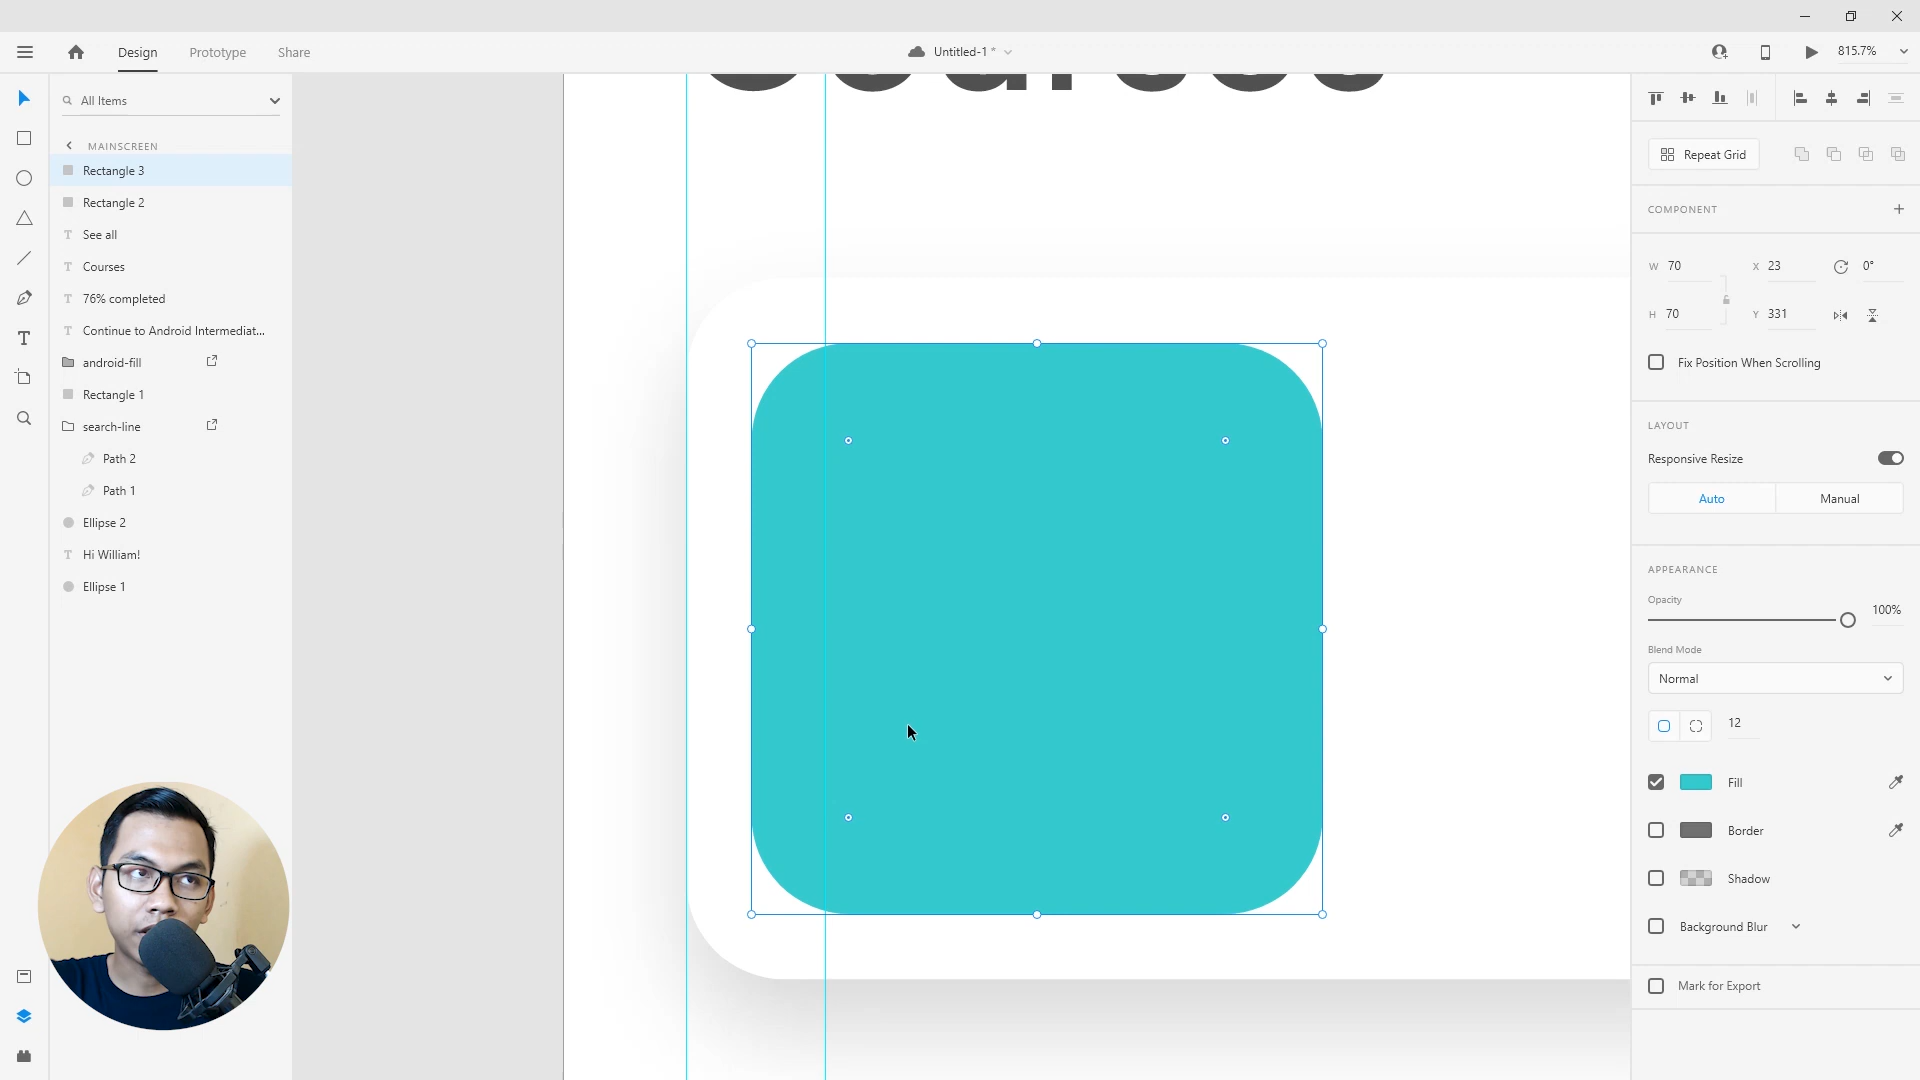 Design
Prototype
Share
Untitled-1 *
815.7%
All Items
MAINSCREEN
Rectangle 3
Rectangle 2
See all
Courses
76% completed
Continue to Android Intermediat...
android-fill
Rectangle 1
search-line
Path 2
Path 1
Ellipse 2
Hi William!
Ellipse 1
Repeat Grid
COMPONENT
W 70
X 23
0°
H 70
Y 331
Fix Position When Scrolling
LAYOUT
Responsive Resize
Auto
Manual
APPEARANCE
Opacity
100%
Blend Mode
Normal
12
Fill
Border
Shadow
Background Blur
Mark for Export